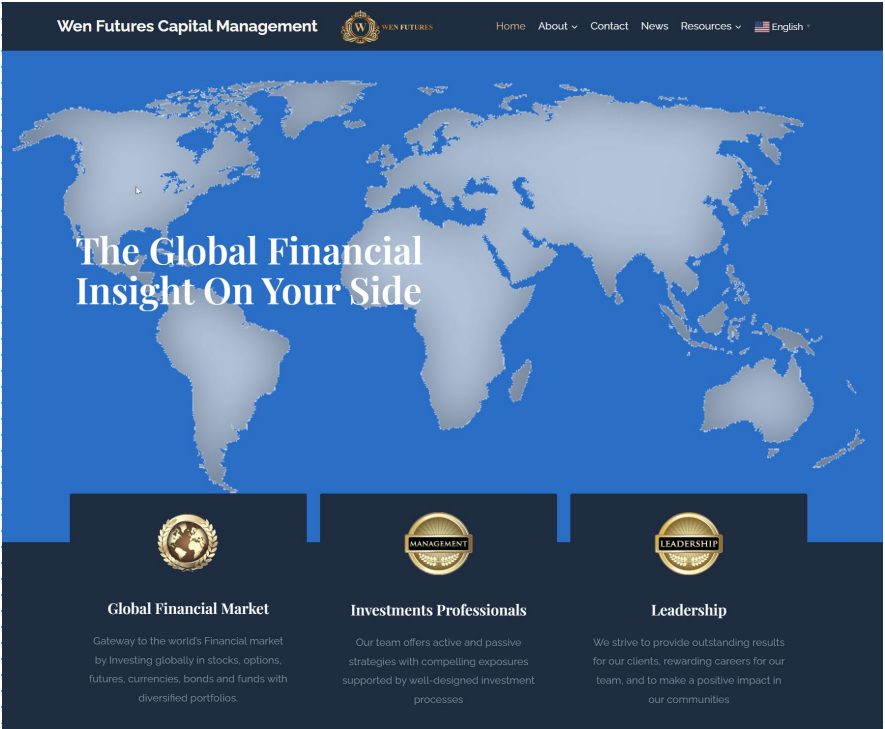 Wen Futures Capital Management
W
WEN FUTURES
Home About Contact News Resources English
The Global Financial
Insight On Your Side
MANAGEMENT
LEADERSHIP
Global Financial Market
Gateway to the world's Financial market
by Investing globally in stocks, options,
futures, currencies, bonds and funds with
diversified portfolios.
Investments Professionals
Our team offers active and passive
strategies with compelling exposures
supported by well-designed investment
processes
Leadership
We strive to provide outstanding results
for our clients, rewarding careers for our
team, and to make a positive impact in
our communities